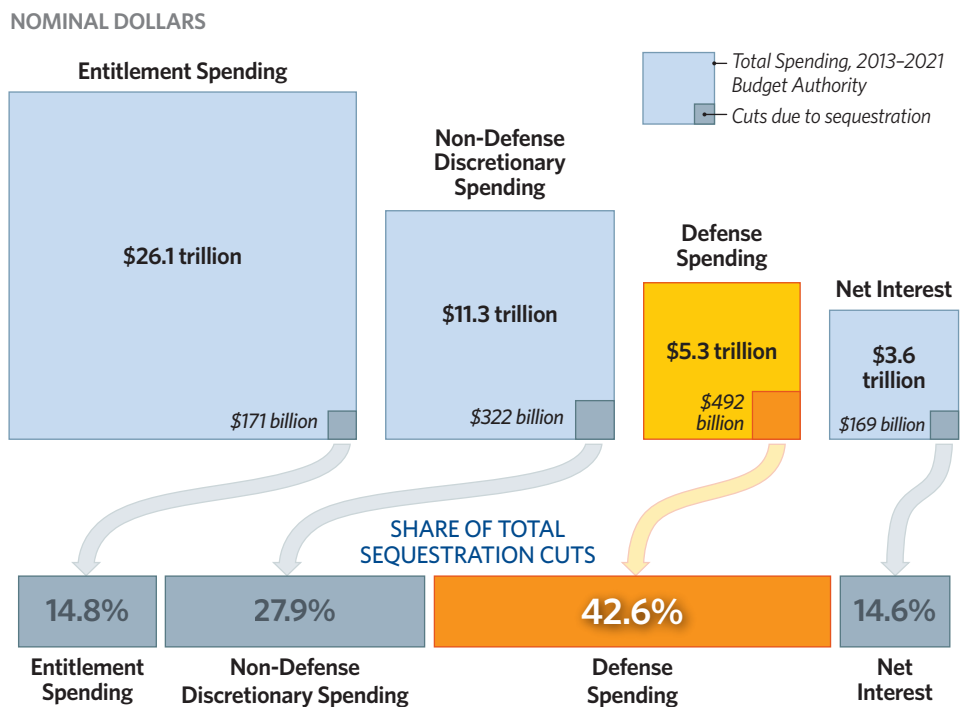 NOMINAL DOLLARS
Entitlement Spending
$26.1 trillion
$171 billion
Non-Defense
Discretionary
Spending
$11.3 trillion
$322 billion
Defense
Spending
$5.3 trillion
$492
billion
Net Interest
$3.6
trillion
$169 billion
Total Spending, 2013–2021
Budget Authority
Cuts due to sequestration
SHARE OF TOTAL
SEQUESTRATION CUTS
14.8%
Entitlement
Spending
27.9%
Non-Defense
Discretionary Spending
42.6%
Defense
Spending
14.6%
Net
Interest